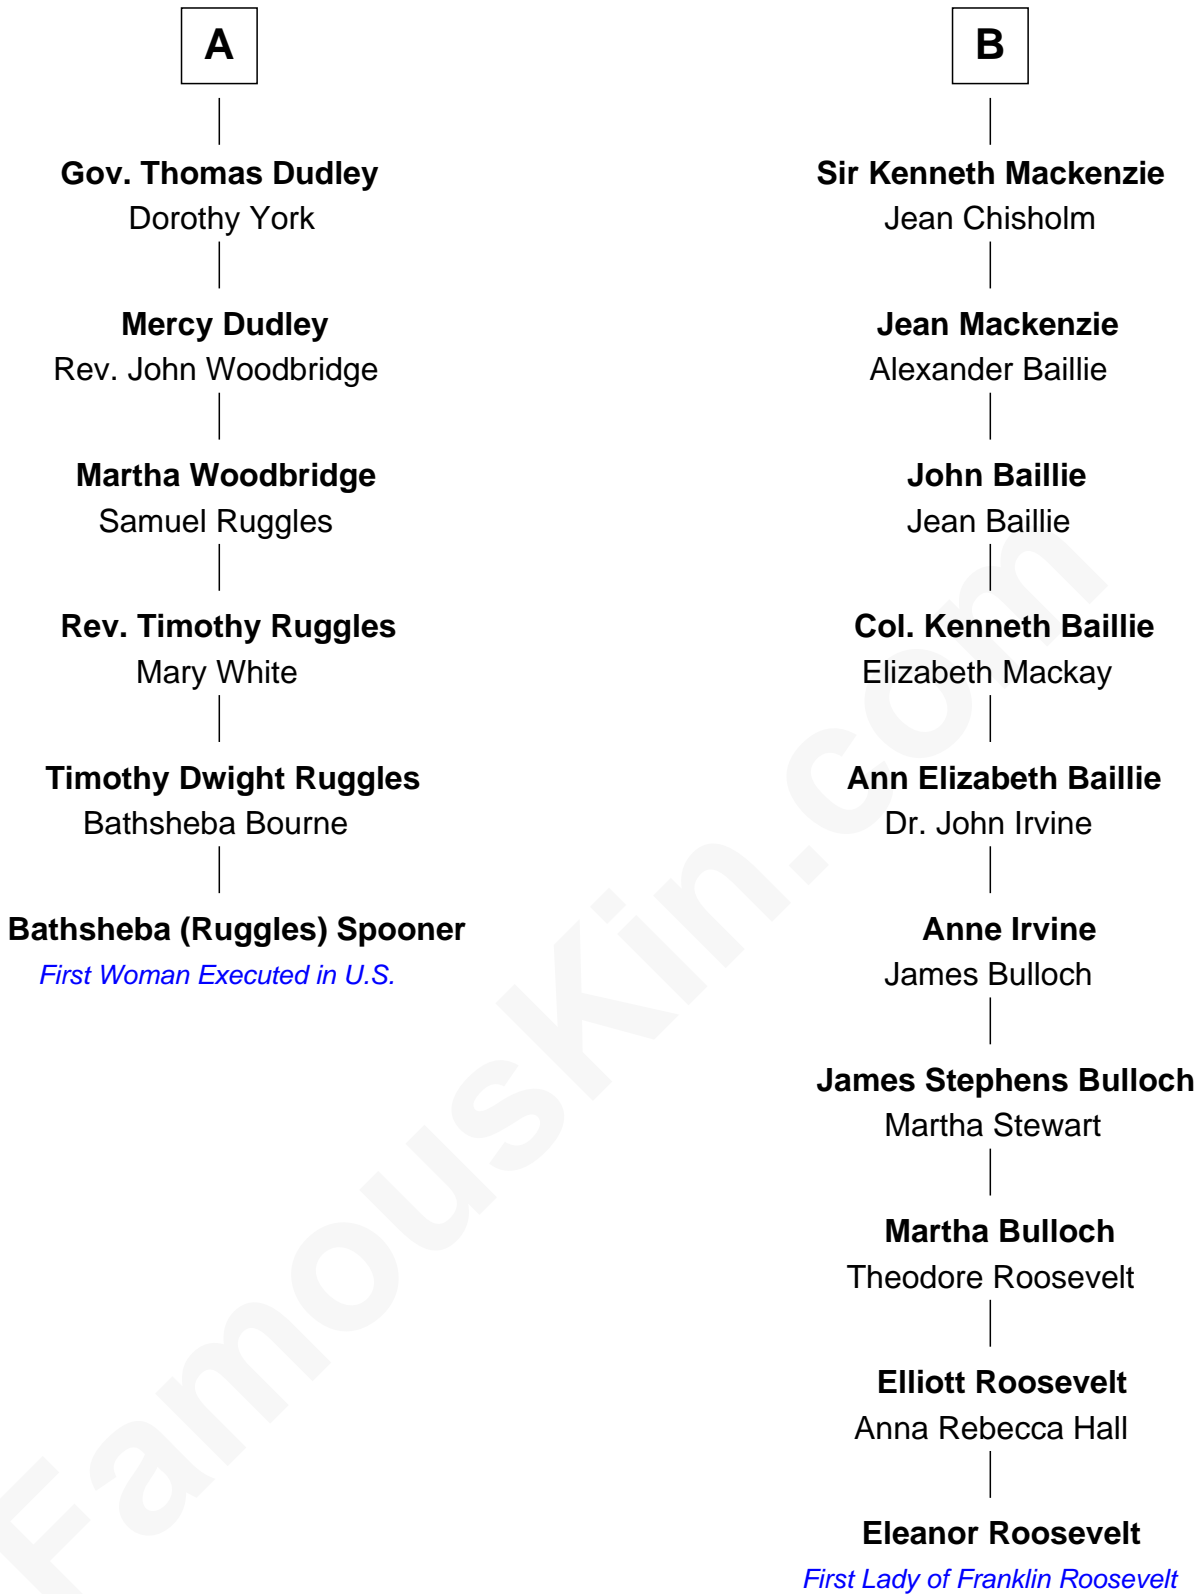 A
Gov. Thomas Dudley
Dorothy York
Mercy Dudley
Rev. John Woodbridge
Martha Woodbridge
Samuel Ruggles
Rev. Timothy Ruggles
Mary White
Timothy Dwight Ruggles
Bathsheba Bourne
Bathsheba (Ruggles) Spooner
First Woman Executed in U.S.
B
Sir Kenneth Mackenzie
Jean Chisholm
Jean Mackenzie
Alexander Baillie
John Baillie
Jean Baillie
Col. Kenneth Baillie
Elizabeth Mackay
Ann Elizabeth Baillie
Dr. John Irvine
Anne Irvine
James Bulloch
James Stephens Bulloch
Martha Stewart
Martha Bulloch
Theodore Roosevelt
Elliott Roosevelt
Anna Rebecca Hall
Eleanor Roosevelt
First Lady of Franklin Roosevelt
FamousKin.com